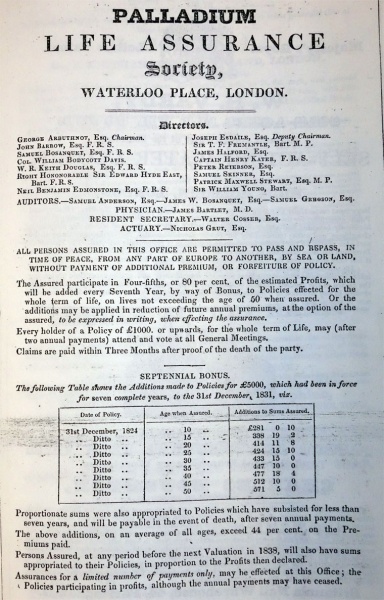 PALLADIUM
LIFE ASSURANCE
Society,
WATERLOO PLACE, LONDON.
Directors.
GEORGE ARBUTHNOT, Esq. Chairman.
JOHN BARROW, Esq. F. R. S.
SAMUEL BOSANQUET, Esq. F. R. S.
COL. WILLIAM BODYCOTT DAVIS.
W. R. KEITH DOUGLAS, Esq. F. R. S.
RIGHT HONORABLE SIR EDWARD HYDE EAST,
Bart. F. R. S.
NEIL BENJAMIN EDMONSTONE, Esq. F. R. S.
JOSEPH ESDAILE, Esq. Deputy Chairman.
SIR T. F. FREMANTLE, Bart. M. P.
JAMES HALFORD, Esq.
CAPTAIN HENRY KATER, F. R. S.
PETER REIERSON, Esq.
SAMUEL SKINNER, Esq.
PATRICK MAXWELL STEWART, Esq. M. P.
SIR WILLIAM YOUNG, Bart.
AUDITORS.—SAMUEL ANDERSON, Esq.—JAMES W. BOSANQUET, Esq.—SAMUEL GREGSON, Esq.
PHYSICIAN.—JAMES BARTLET, M. D.
RESIDENT SECRETARY.—WALTER COSSER, Esq.
ACTUARY.—NICHOLAS GRUT, Esq.
ALL PERSONS ASSURED IN THIS OFFICE ARE PERMITTED TO PASS AND REPASS, IN
TIME OF PEACE, FROM ANY PART OF EUROPE TO ANOTHER, BY SEA OR LAND,
WITHOUT PAYMENT OF ADDITIONAL PREMIUM, OR FORFEITURE OF POLICY.
The Assured participate in Four-fifths, or 80 per cent. of the estimated Profits, which
will be added every Seventh Year, by way of Bonus, to Policies effected for the
whole term of life, on lives not exceeding the age of 50 when assured. Or the
additions may be applied in reduction of future annual premiums, at the option of the
assured, to be expressed in writing, when effecting the assurance.
Every holder of a Policy of £1000. or upwards, for the whole term of Life, may (after
two annual payments) attend and vote at all General Meetings.
Claims are paid within Three Months after proof of the death of the party.
SEPTENNIAL BONUS.
The following Table shows the Additions made to Policies for £5000, which had been in force
for seven complete years, to the 31st December, 1831, viz.
Date of Policy. Age when Assured. Additions to Sums Assured.
31st December, 1824 .. 10 .. £281 0 10
.. Ditto .. .. 15 .. 338 19 2
.. Ditto .. .. 20 .. 414 11 8
.. Ditto .. .. 25 .. 424 15 10
.. Ditto .. .. 30 .. 433 15 0
.. Ditto .. .. 35 .. 447 10 0
.. Ditto .. .. 40 .. 477 18 4
.. Ditto .. .. 45 .. 512 10 0
.. Ditto .. .. 50 .. 571 5 0
Proportionate sums were also appropriated to Policies which have subsisted for less than
seven years, and will be payable in the event of death, after seven annual payments.
The above additions, on an average of all ages, exceed 44 per cent. on the Pre-
miums paid.
Persons Assured, at any period before the next Valuation in 1838, will also have sums
appropriated to their Policies, in proportion to the Profits then declared.
Assurances for a limited number of payments only, may be effected at this Office; the
Policies participating in profits, although the annual payments may have ceased.